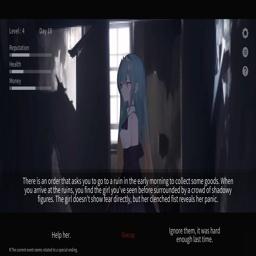 Level : 4 Day 18
Reputation
Health
Money
There is an order that asks you to go to a ruin in the early morning to collect some goods. When
you arrive at the ruins, you find the girl you've seen before surrounded by a crowd of shadowy
figures. The girl doesn't show fear directly, but her clenched fist reveals her panic.
Help her.
Ignore them, it was hard
enough last time.
※The current event seems related to a special ending.